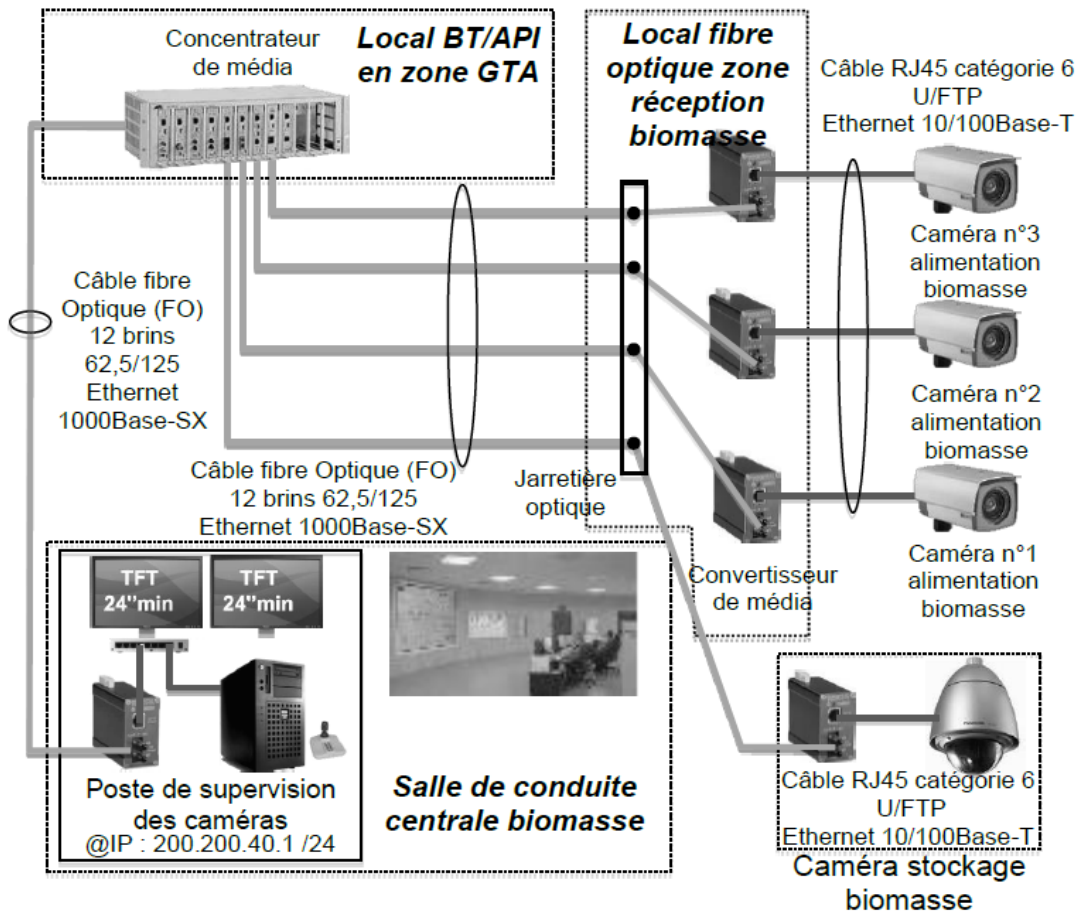 Concentrateur
de média
Local BT/API
en zone GTA
Local fibre
optique zone
réception
biomasse
Câble RJ45 catégorie 6
U/FTP
Ethernet 10/100Base-T
Caméra n°3
alimentation
biomasse
Câble fibre
Optique (FO)
12 brins
62,5/125
Ethernet
1000Base-SX
Caméra n°2
alimentation
biomasse
Câble fibre Optique (FO)
12 brins 62,5/125
Ethernet 1000Base-SX
Jarretière
optique
Caméra n°1
alimentation
biomasse
Convertisseur
de média
TFT
24''min
TFT
24''min
Poste de supervision
des caméras
@IP : 200.200.40.1 /24
Salle de conduite
centrale biomasse
Câble RJ45 catégorie 6
U/FTP
Ethernet 10/100Base-T
Caméra stockage
biomasse